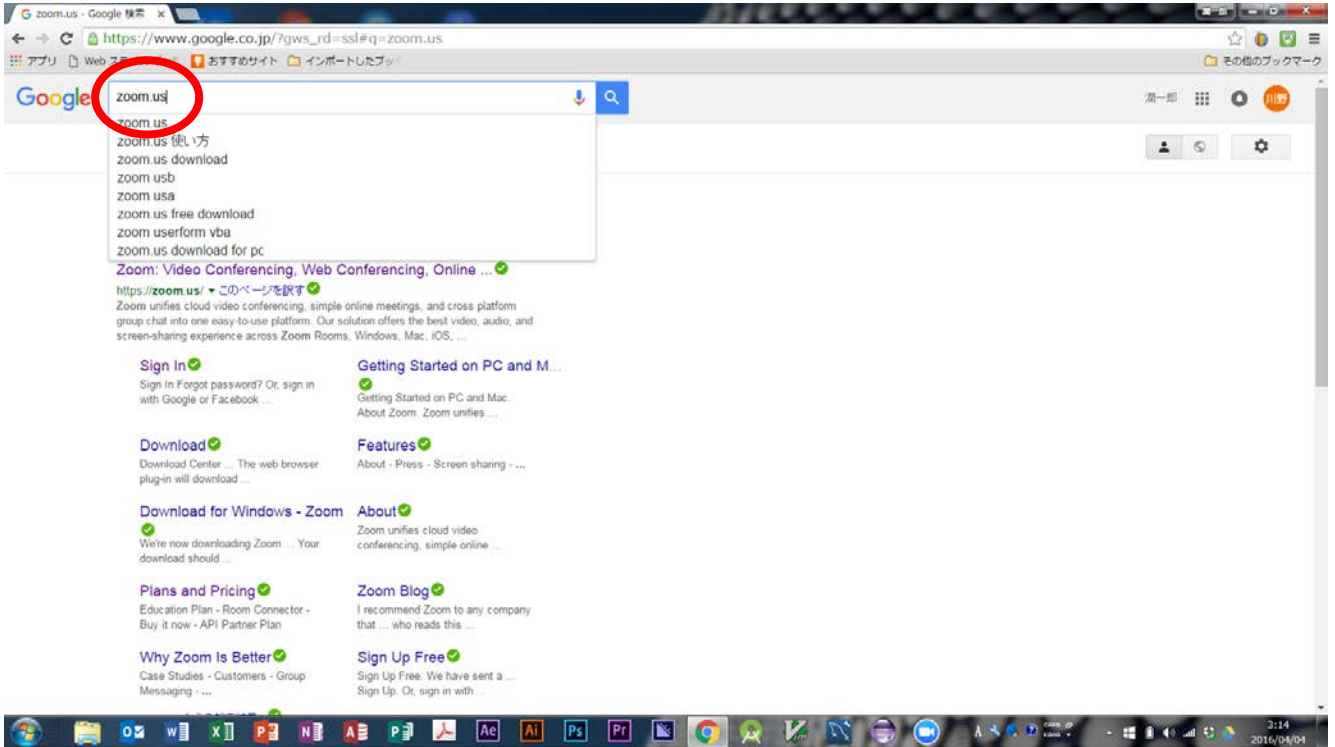 G zoom.us - Google 検索 ×
https://www.google.co.jp/?gws_rd=ssl#q=zoom.us
アプリ Web おすすめサイト インポートしたブッ その他のブックマーク
Google zoom.us 潤一郎 川野
zoom.us
zoom.us 使い方
zoom.us download
zoom usb
zoom usa
zoom.us free download
zoom userform vba
zoom.us download for pc
Zoom: Video Conferencing, Web Conferencing, Online ...
https://zoom.us/ ▼ このページを訳す
Zoom unifies cloud video conferencing, simple online meetings, and cross platform
group chat into one easy-to-use platform. Our solution offers the best video, audio, and
screen-sharing experience across Zoom Rooms, Windows, Mac, iOS, ...
Sign In
Sign In Forgot password? Or, sign in
with Google or Facebook ...
Getting Started on PC and M...
Getting Started on PC and Mac.
About Zoom. Zoom unifies ...
Download
Download Center ... The web browser
plug-in will download ...
Features
About - Press - Screen sharing - ...
Download for Windows - Zoom
We're now downloading Zoom ... Your
download should ...
About
Zoom unifies cloud video
conferencing, simple online ...
Plans and Pricing
Education Plan - Room Connector -
Buy it now - API Partner Plan
Zoom Blog
I recommend Zoom to any company
that ... who reads this ...
Why Zoom Is Better
Case Studies - Customers - Group
Messaging - ...
Sign Up Free
Sign Up Free. We have sent a ...
Sign Up. Or, sign in with ...
Ae Ai Ps Pr A CAPS KANA 3:14
2016/04/04